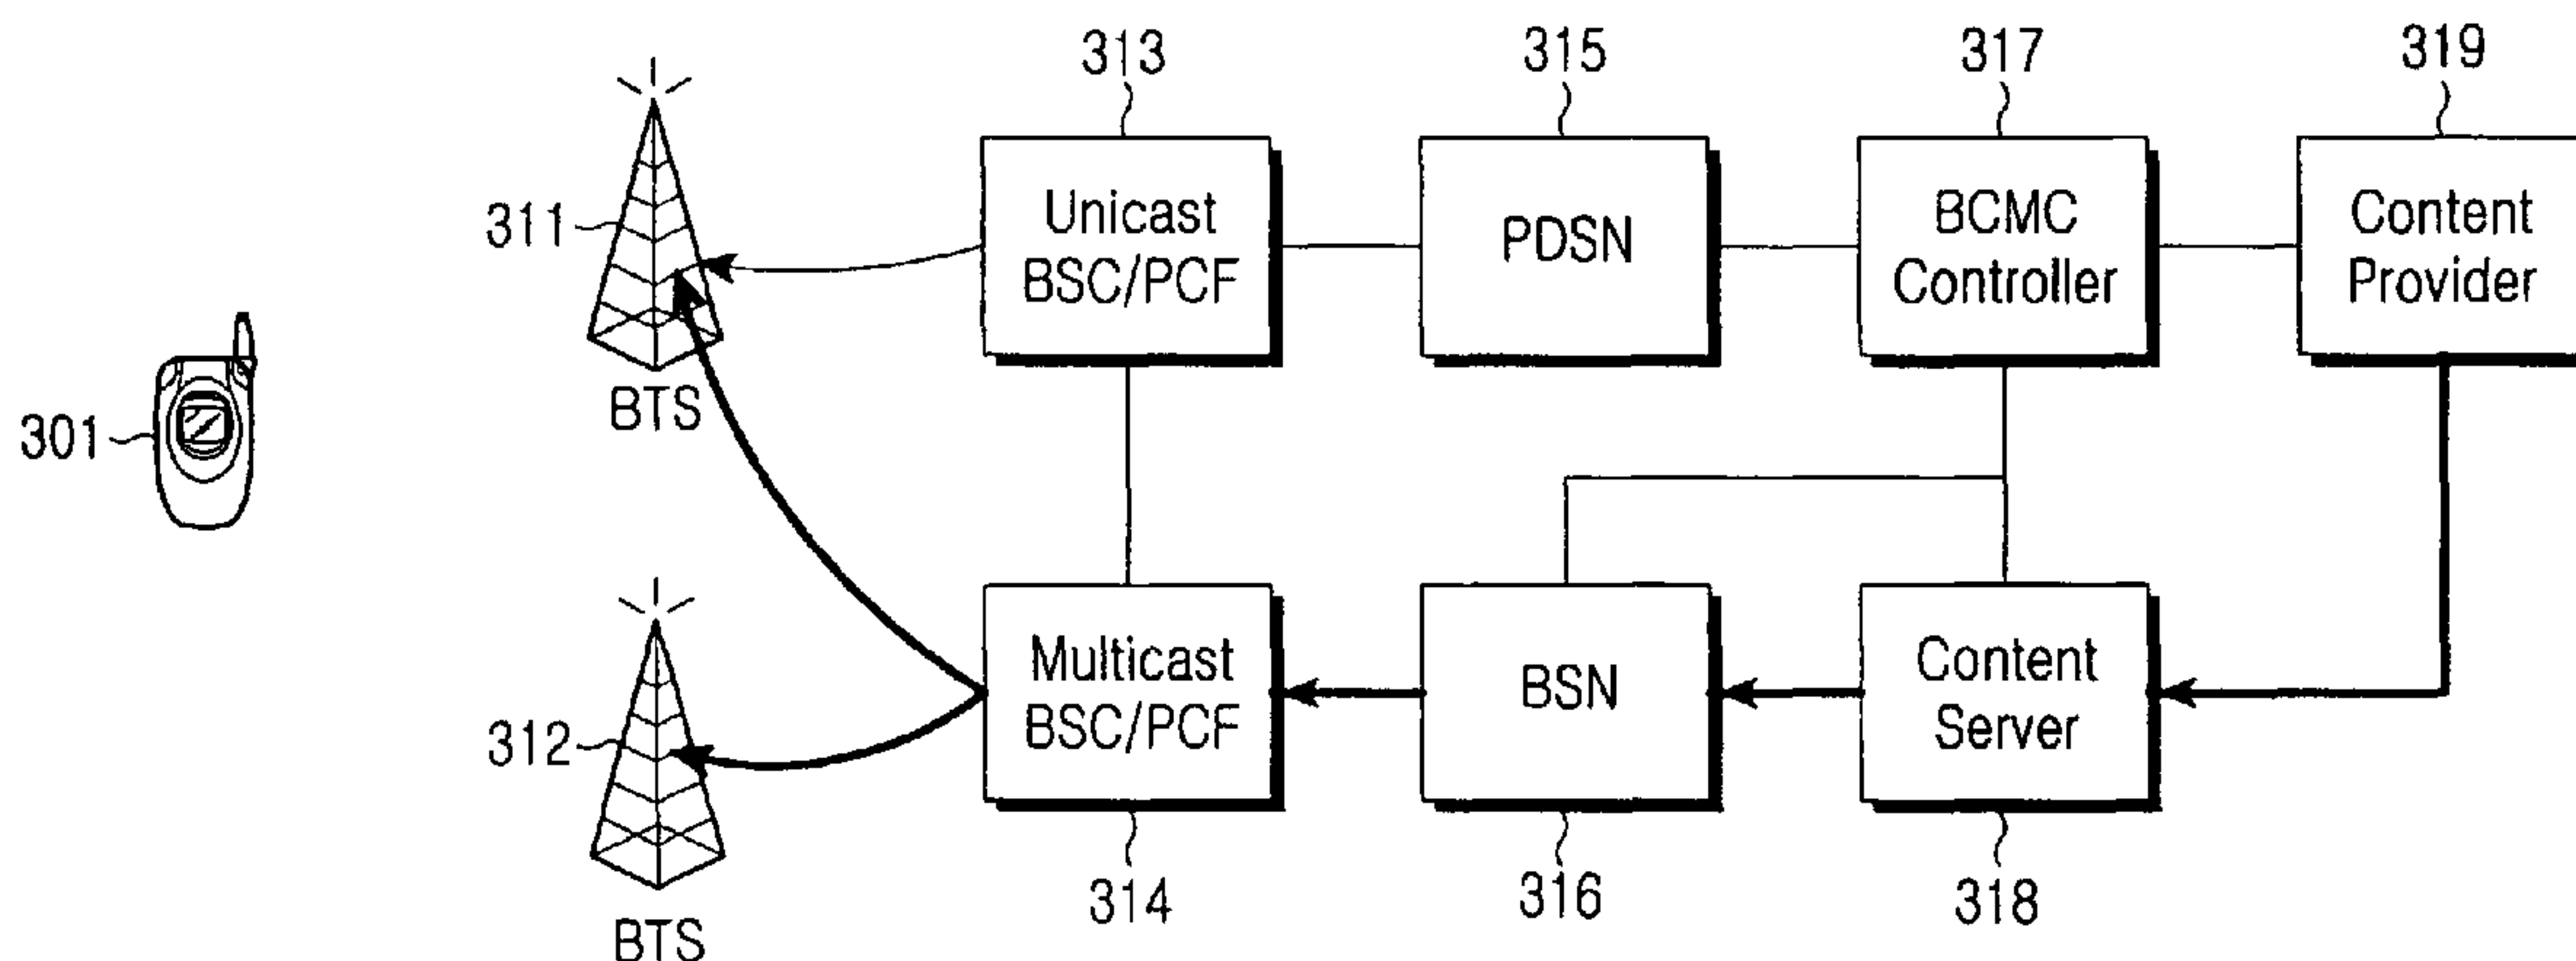 313
315
317
319
311
Unicast
BSC/PCF
PDSN
BCMC
Controller
Content
Provider
BTS
301
312
Multicast
BSC/PCF
BSN
Content
Server
314
316
318
BTS